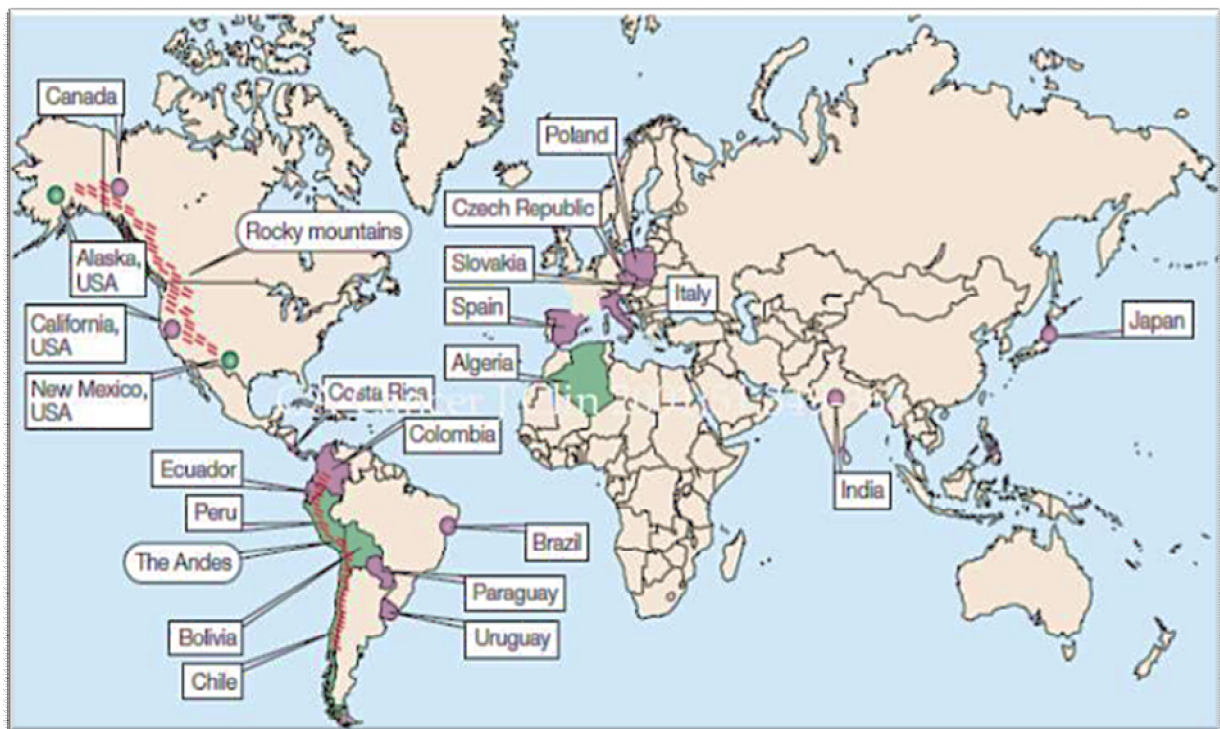 Canada
Poland
Czech Republic
Rocky mountains
Slovakia
Alaska,
USA
Italy
Spain
California,
USA
Japan
Algeria
New Mexico,
USA
Costa Rica
Colombia
Ecuador
India
Peru
Brazil
The Andes
Paraguay
Bolivia
Uruguay
Chile